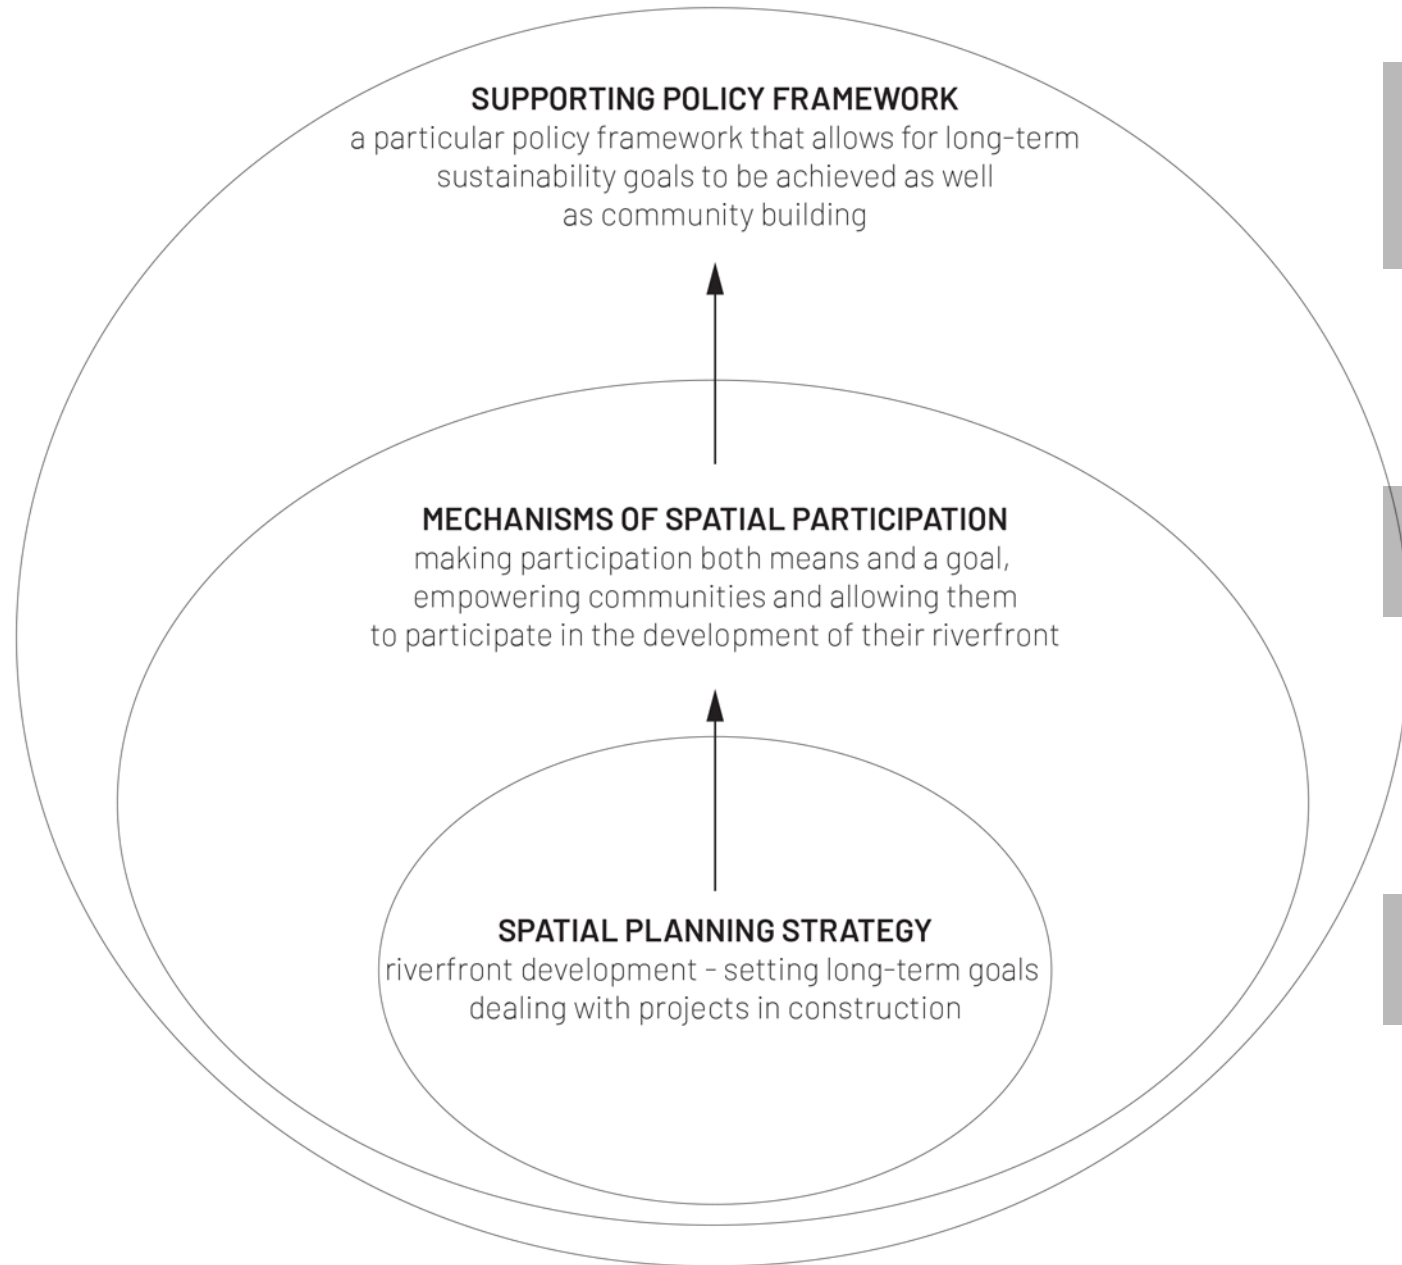 SUPPORTING POLICY FRAMEWORK
a particular policy framework that allows for long-term
sustainability goals to be achieved as well
as community building
MECHANISMS OF SPATIAL PARTICIPATION
making participation both means and a goal,
empowering communities and allowing them
to participate in the development of their riverfront
SPATIAL PLANNING STRATEGY
riverfront development - setting long-term goals
dealing with projects in construction